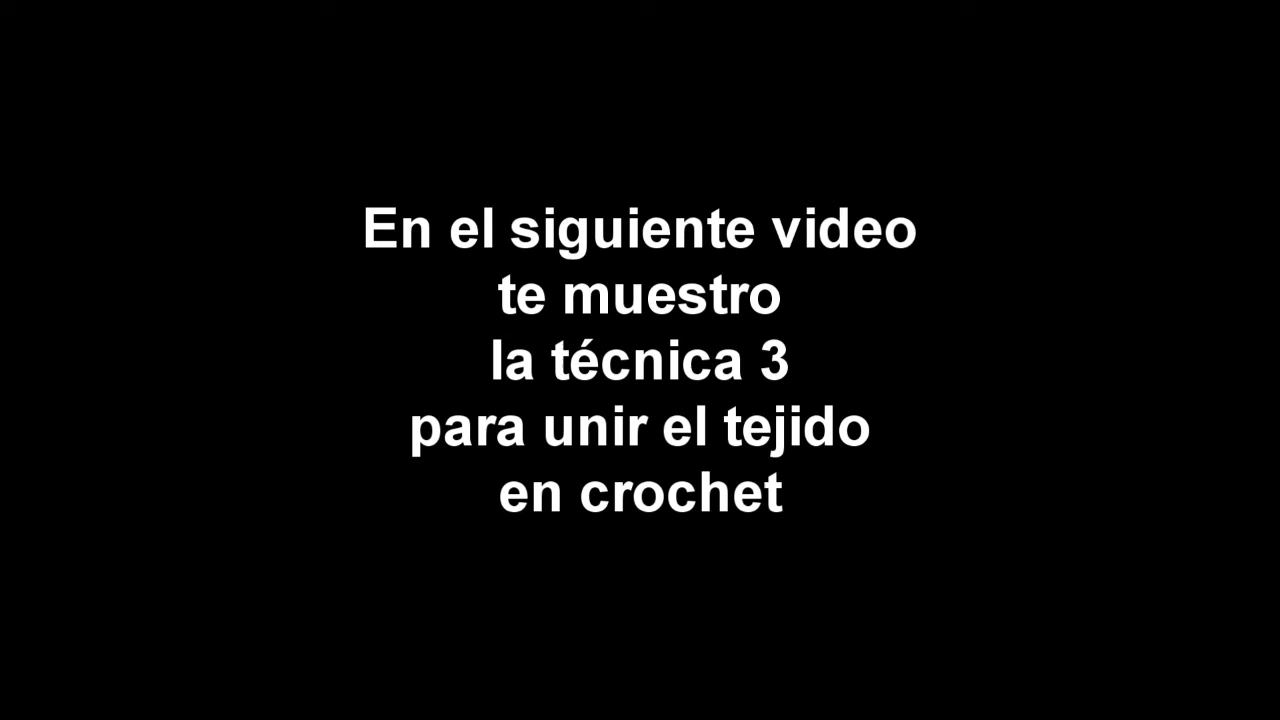 En el siguiente video
te muestro
la técnica 3
para unir el tejido
en crochet